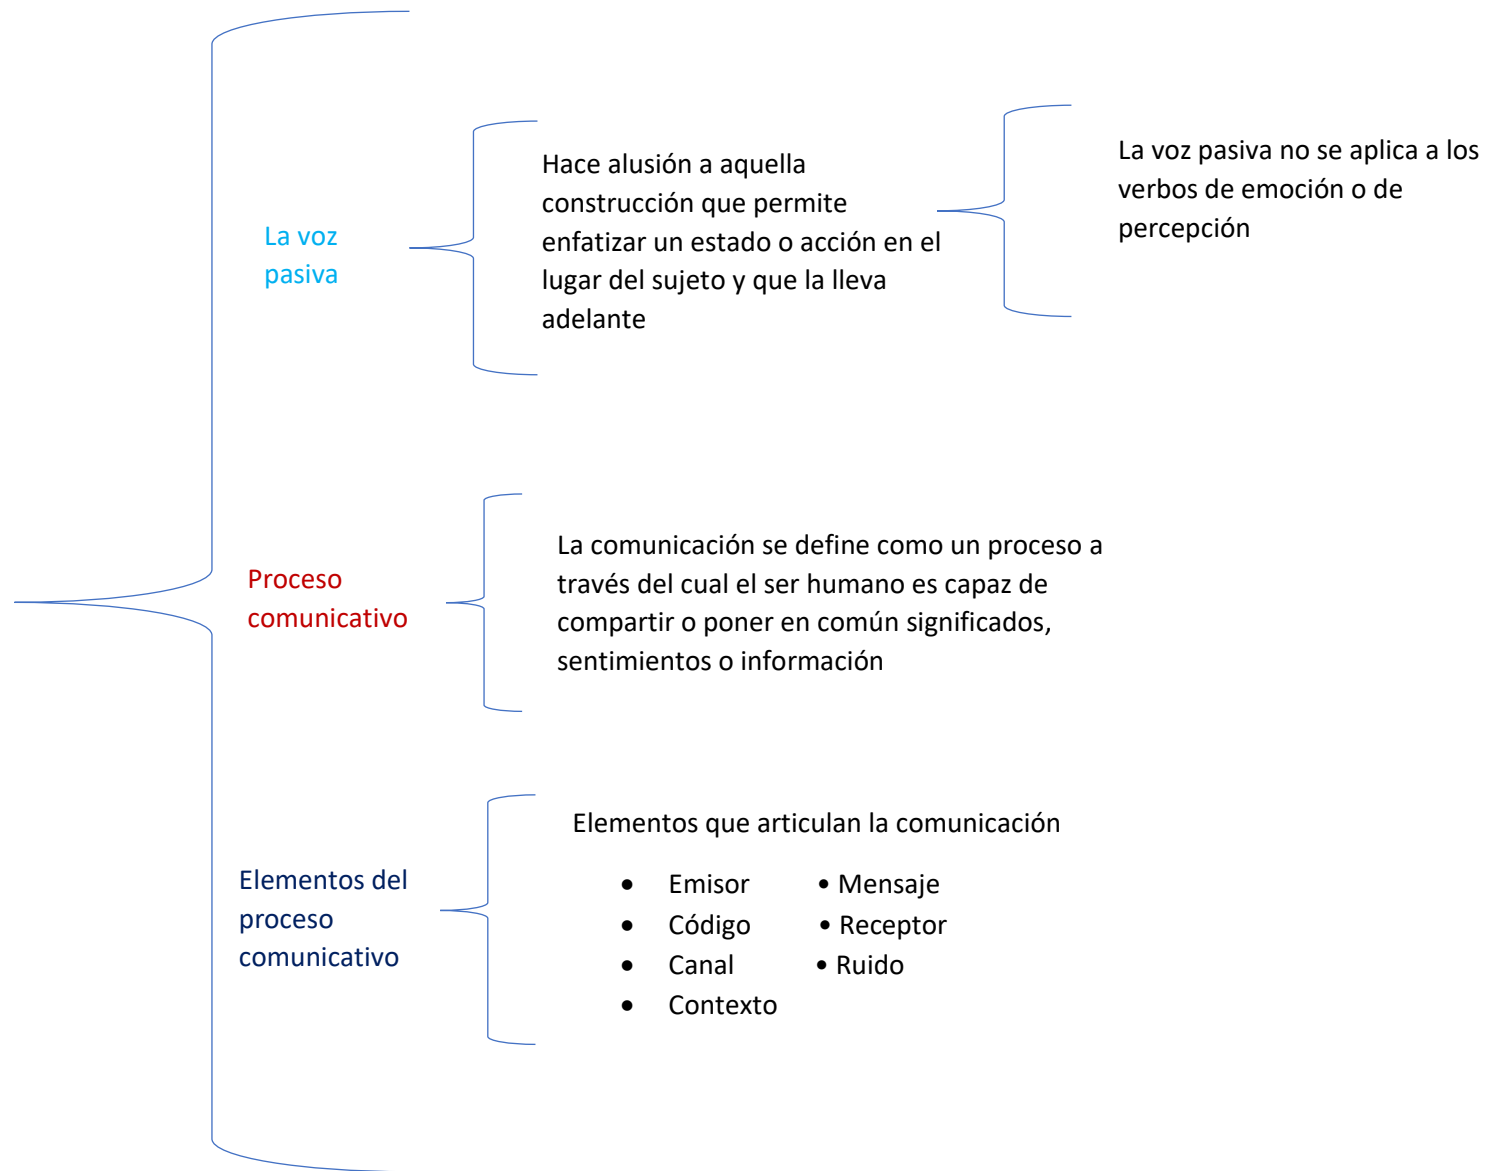 La voz
pasiva
Hace alusión a aquella
construcción que permite
enfatizar un estado o acción en el
lugar del sujeto y que la lleva
adelante
La voz pasiva no se aplica a los
verbos de emoción o de
percepción
Proceso
comunicativo
La comunicación se define como un proceso a
través del cual el ser humano es capaz de
compartir o poner en común significados,
sentimientos o información
Elementos del
proceso
comunicativo
Elementos que articulan la comunicación
• Emisor • Mensaje
• Código • Receptor
• Canal • Ruido
• Contexto